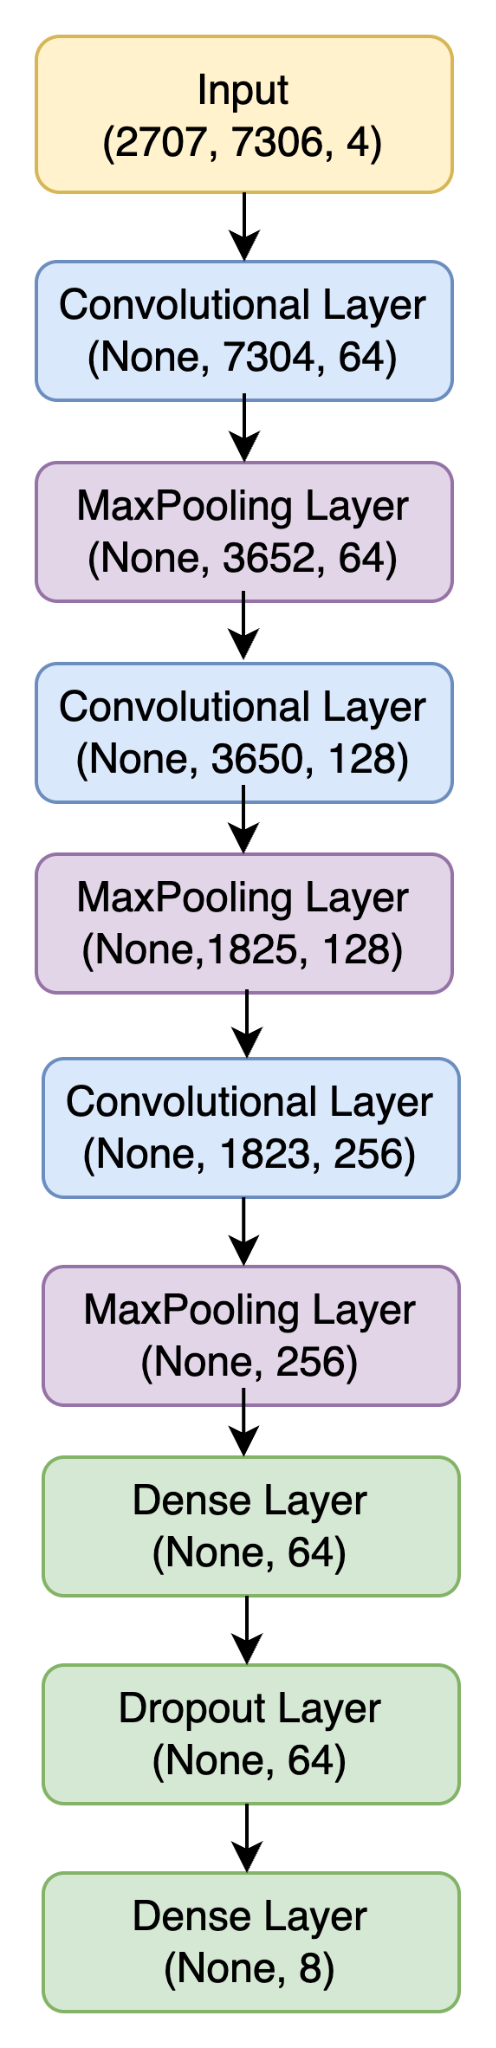 Input
(2707, 7306, 4)
Convolutional Layer
(None, 7304, 64)
MaxPooling Layer
(None, 3652, 64)
Convolutional Layer
(None, 3650, 128)
MaxPooling Layer
(None,1825, 128)
Convolutional Layer
(None, 1823, 256)
MaxPooling Layer
(None, 256)
Dense Layer
(None, 64)
Dropout Layer
(None, 64)
Dense Layer
(None, 8)